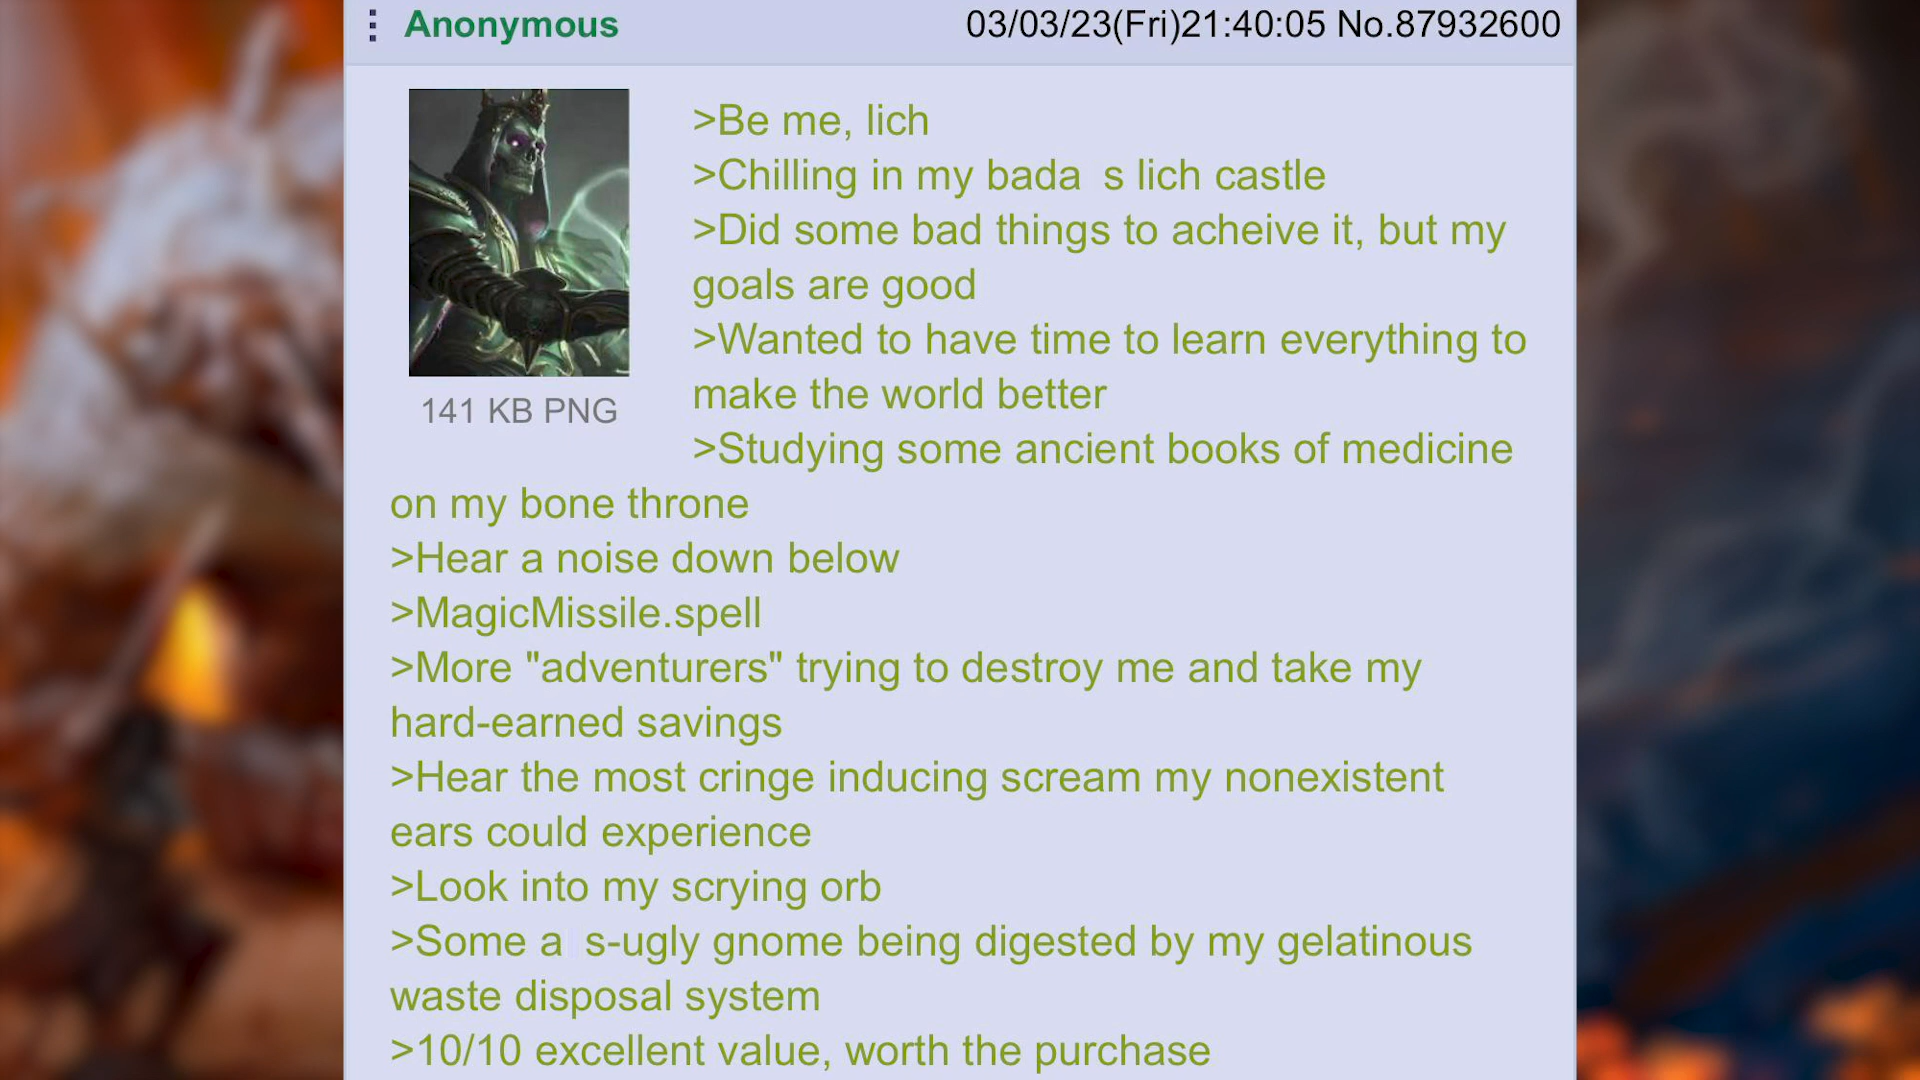 Anonymous 03/03/23(Fri)21:40:05 No.87932600
>Be me, lich
>Chilling in my bada s lich castle
>Did some bad things to acheive it, but my
goals are good
>Wanted to have time to learn everything to
make the world better
141 KB PNG
>Studying some ancient books of medicine
on my bone throne
>Hear a noise down below
>MagicMissile.spell
>More "adventurers" trying to destroy me and take my
hard-earned savings
>Hear the most cringe inducing scream my nonexistent
ears could experience
>Look into my scrying orb
>Some a s-ugly gnome being digested by my gelatinous
waste disposal system
>10/10 excellent value, worth the purchase